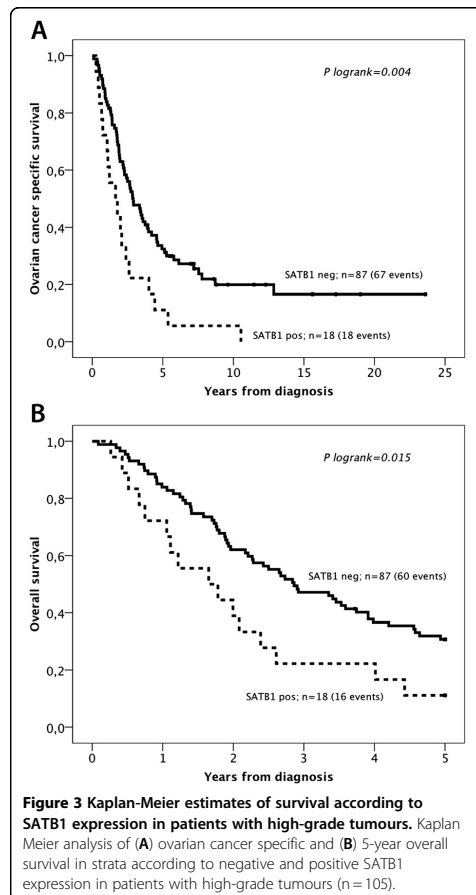 A
1,0
0,8
0,6
0,4
0,2
0,0
Ovarian cancer specific survival
P logrank=0.004
SATB1 neg; n=87 (67 events)
SATB1 pos; n=18 (18 events)
0 5 10 15 20 25
Years from diagnosis
B
1,0
0,8
0,6
0,4
0,2
0,0
Overall survival
P logrank=0.015
SATB1 neg; n=87 (60 events)
SATB1 pos; n=18 (16 events)
0 1 2 3 4 5
Years from diagnosis
Figure 3 Kaplan-Meier estimates of survival according to
SATB1 expression in patients with high-grade tumours. Kaplan
Meier analysis of (A) ovarian cancer specific and (B) 5-year overall
survival in strata according to negative and positive SATB1
expression in patients with high-grade tumours (n = 105).